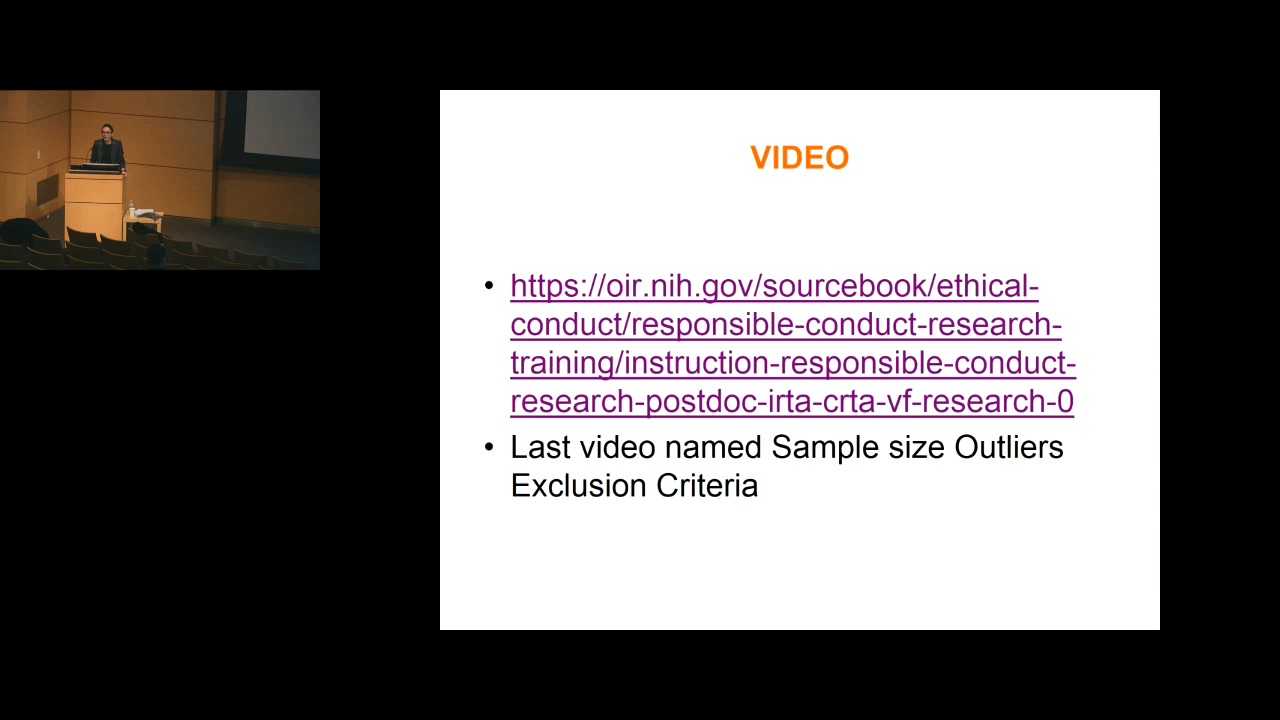 VIDEO
• https://oir.nih.gov/sourcebook/ethical-
conduct/responsible-conduct-research-
training/instruction-responsible-conduct-
research-postdoc-irta-crta-vf-research-0
• Last video named Sample size Outliers
Exclusion Criteria